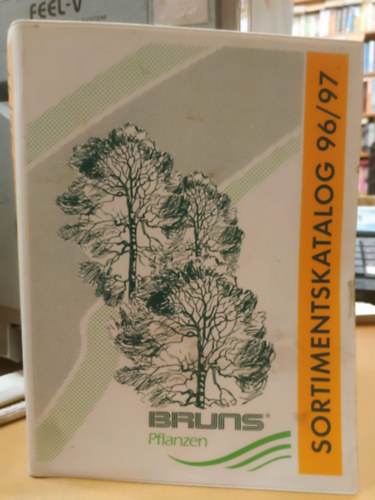 FEEL-V
SORTIMENTSKATALOG 96/97
BRUNS®
Pflanzen